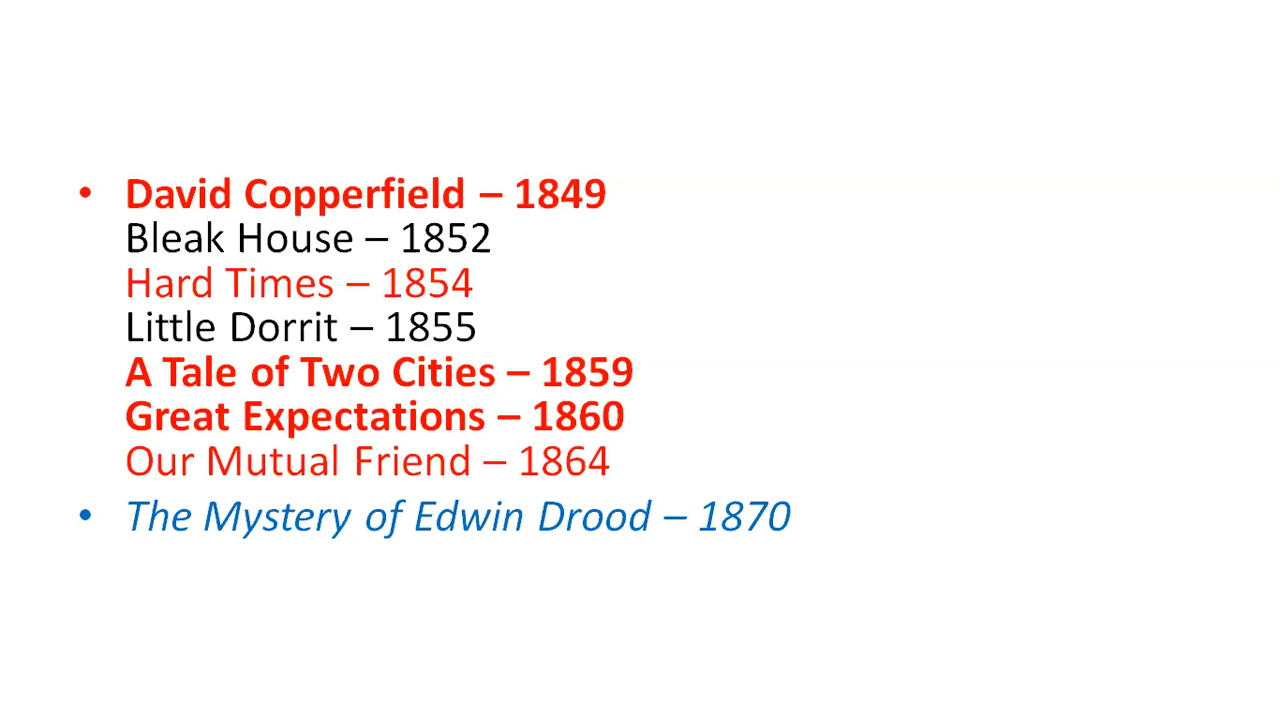 • David Copperfield – 1849
Bleak House – 1852
Hard Times – 1854
Little Dorrit – 1855
A Tale of Two Cities – 1859
Great Expectations – 1860
Our Mutual Friend – 1864
• The Mystery of Edwin Drood – 1870